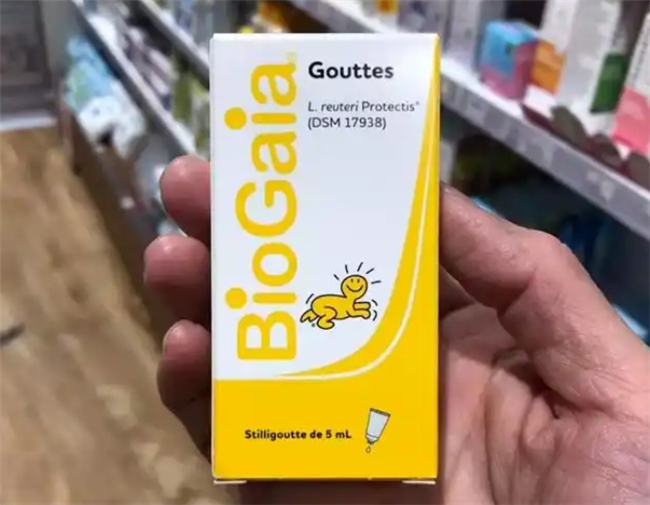 BioGaia®
Gouttes
L. reuteri Protectis®
(DSM 17938)
Stilligoutte de 5 mL